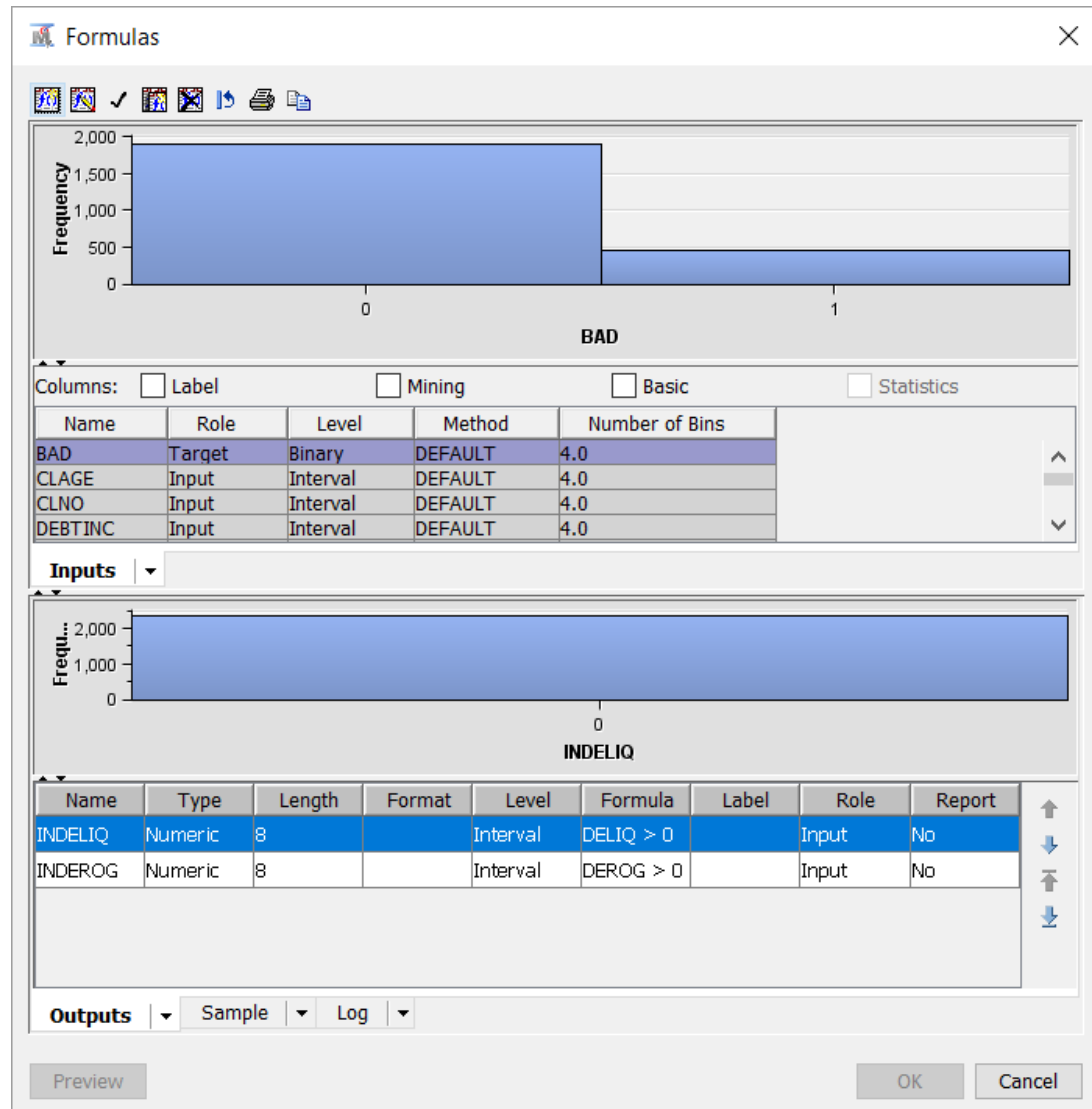 Formulas
2,000
1,500
1,000
500
0
Frequency
0 1
BAD
Columns: Label Mining Basic Statistics
Name Role Level Method Number of Bins
BAD Target Binary DEFAULT 4.0
CLAGE Input Interval DEFAULT 4.0
CLNO Input Interval DEFAULT 4.0
DEBTINC Input Interval DEFAULT 4.0
Inputs
Frequ...
2,000
1,000
0
0
INDELIQ
Name Type Length Format Level Formula Label Role Report
INDELIQ Numeric 8 Interval DELIQ > 0 Input No
INDEROG Numeric 8 Interval DEROG > 0 Input No
Outputs Sample Log
Preview OK Cancel